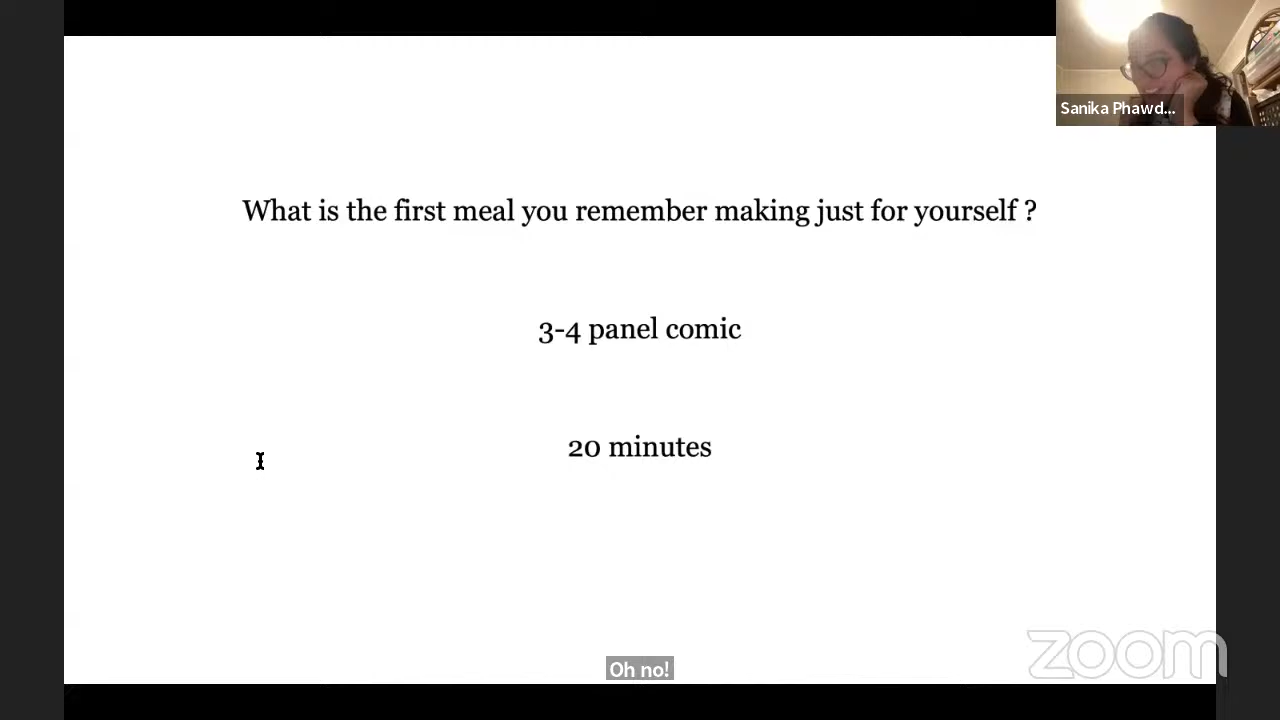 Sanika Phawd...
What is the first meal you remember making just for yourself ?
3-4 panel comic
20 minutes
zoom
Oh no!